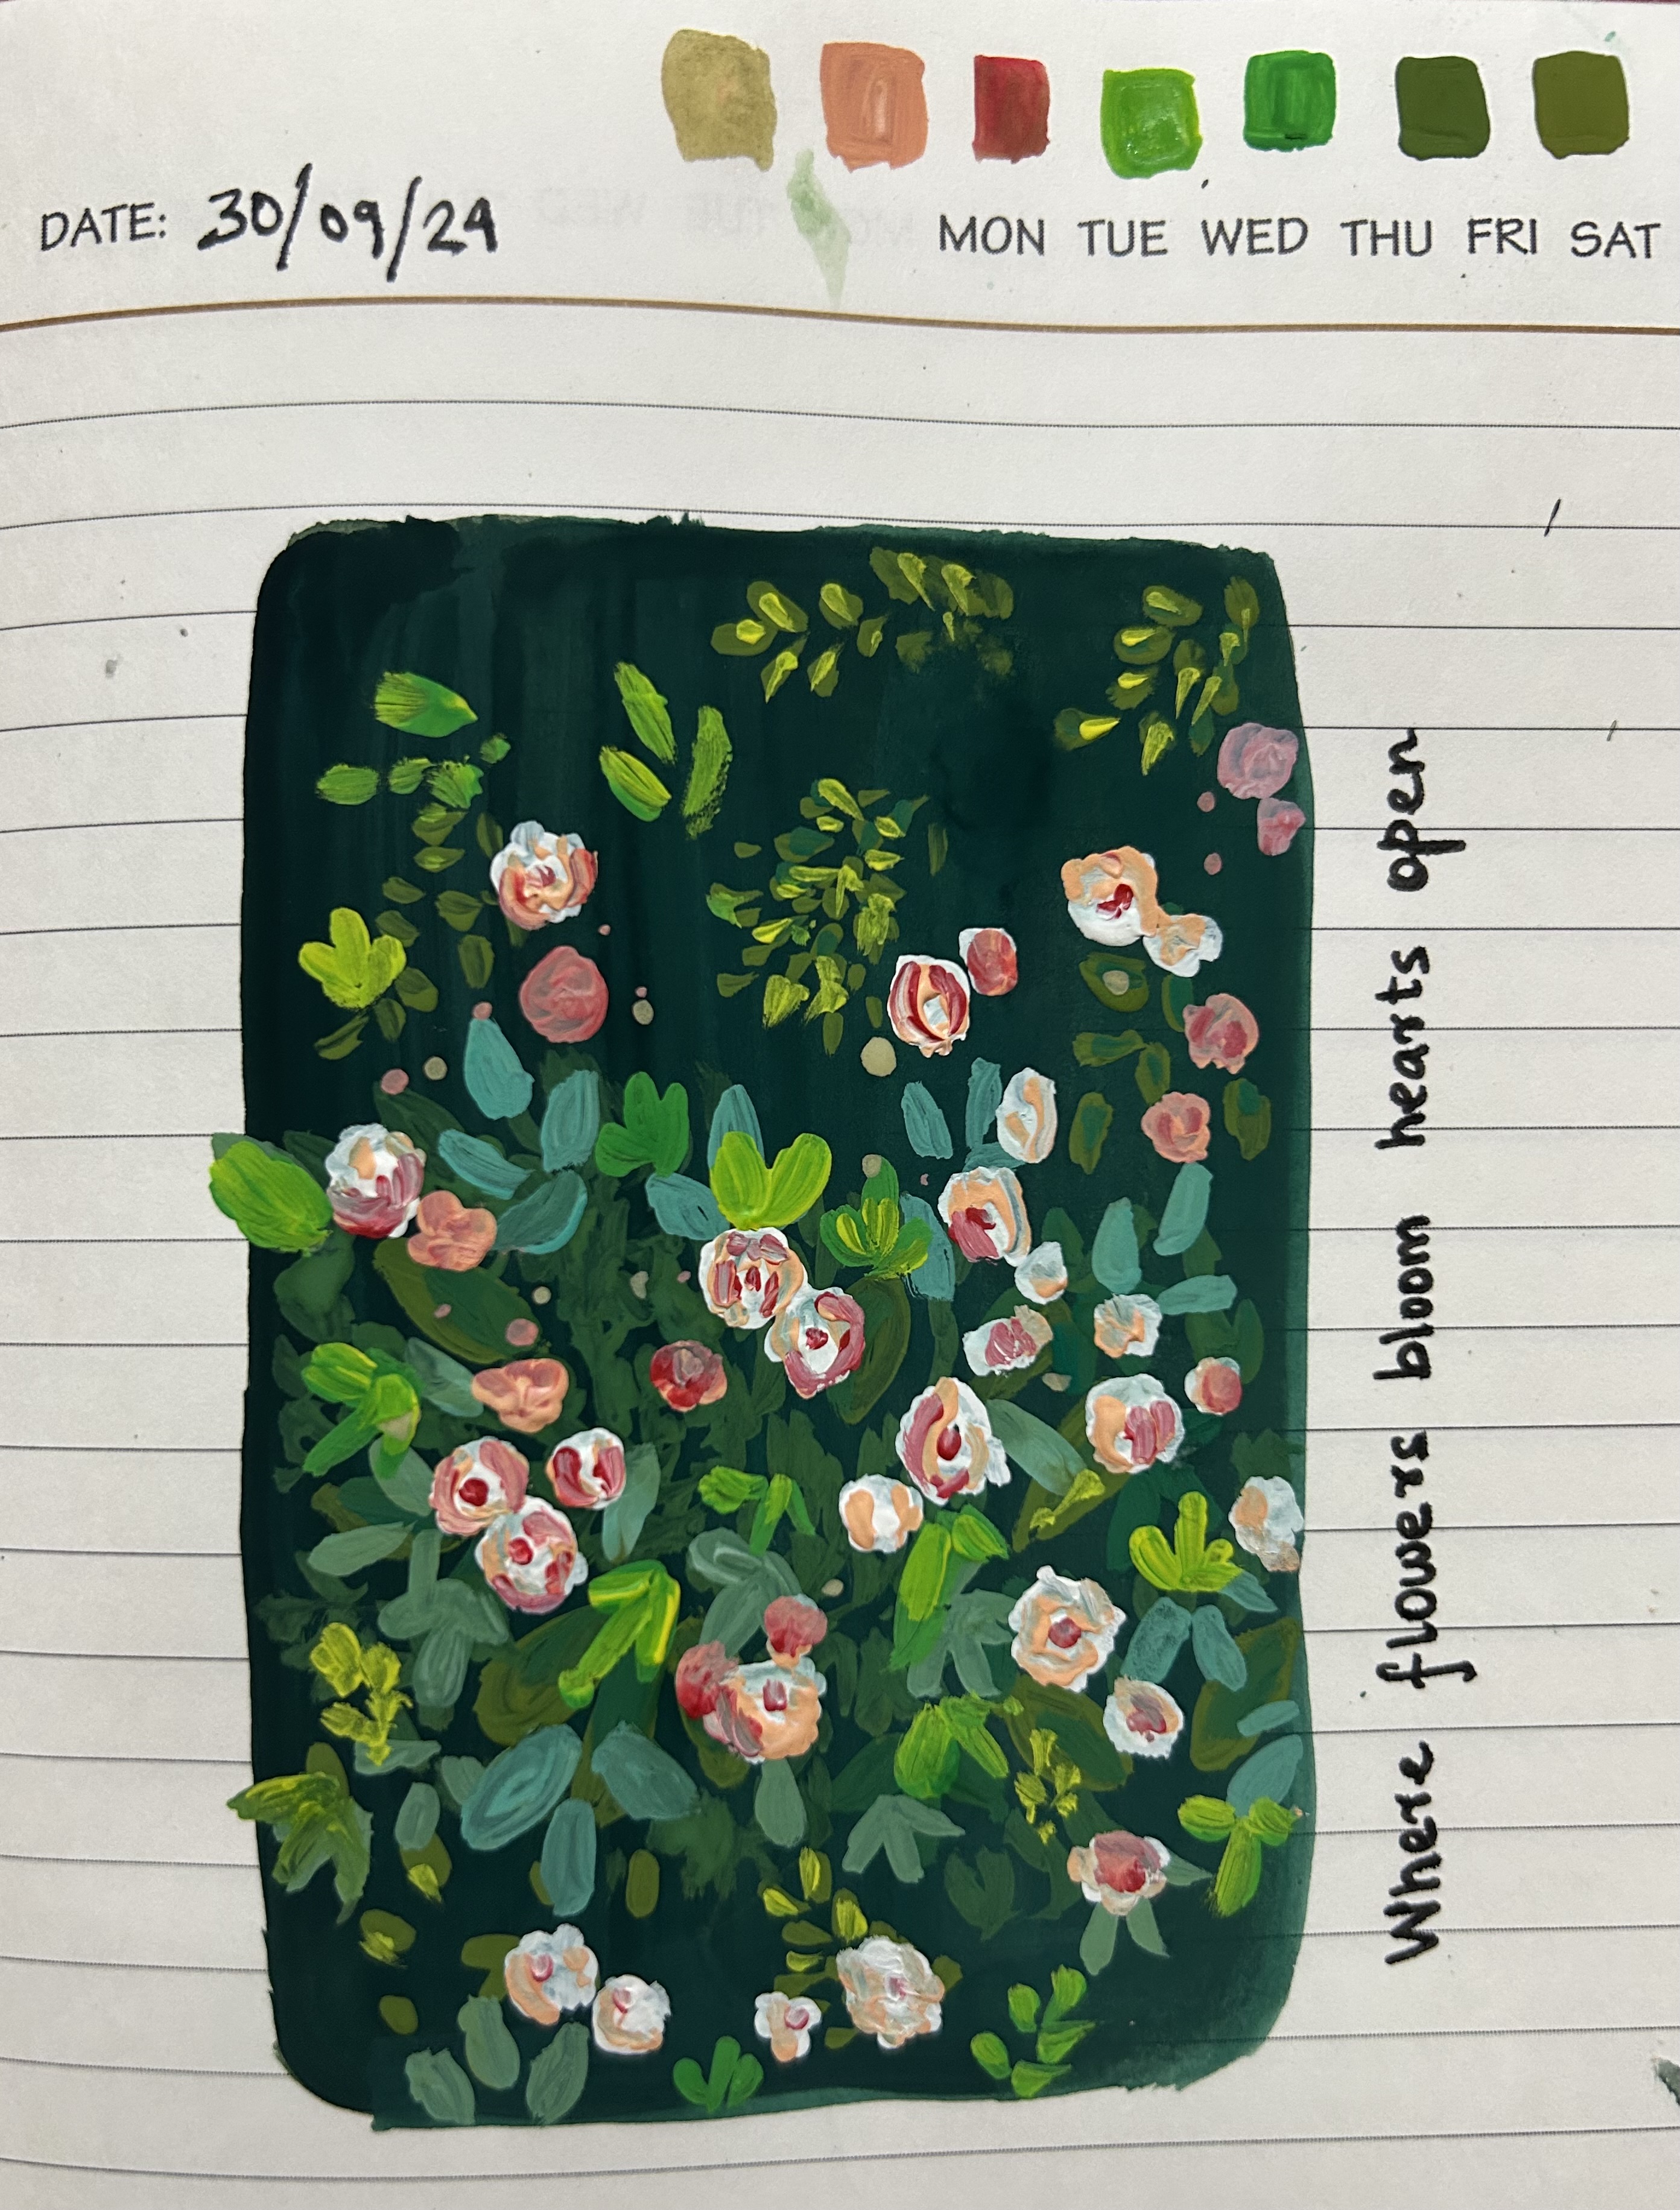 DATE: 30/09/24
MON TUE WED THU FRI SAT
Where flowers bloom hearts open